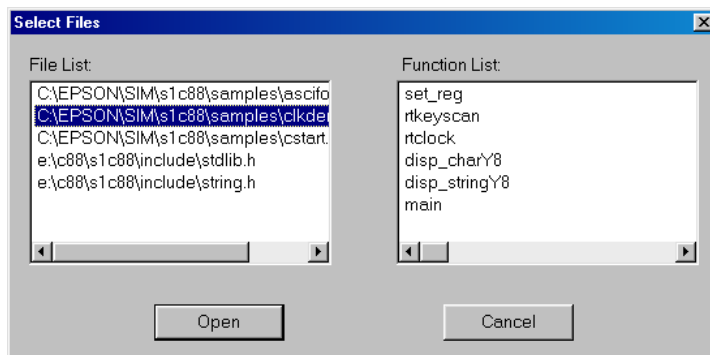 Select Files
File List:
C:\EPSON\SIM\s1c88\samples\ascifo
C:\EPSON\SIM\s1c88\samples\clkde
C:\EPSON\SIM\s1c88\samples\cstart.
e:\c88\s1c88\include\stdlib.h
e:\c88\s1c88\include\string.h
Function List:
set_reg
rtkeyscan
rtclock
disp_charY8
disp_stringY8
main
Open
Cancel